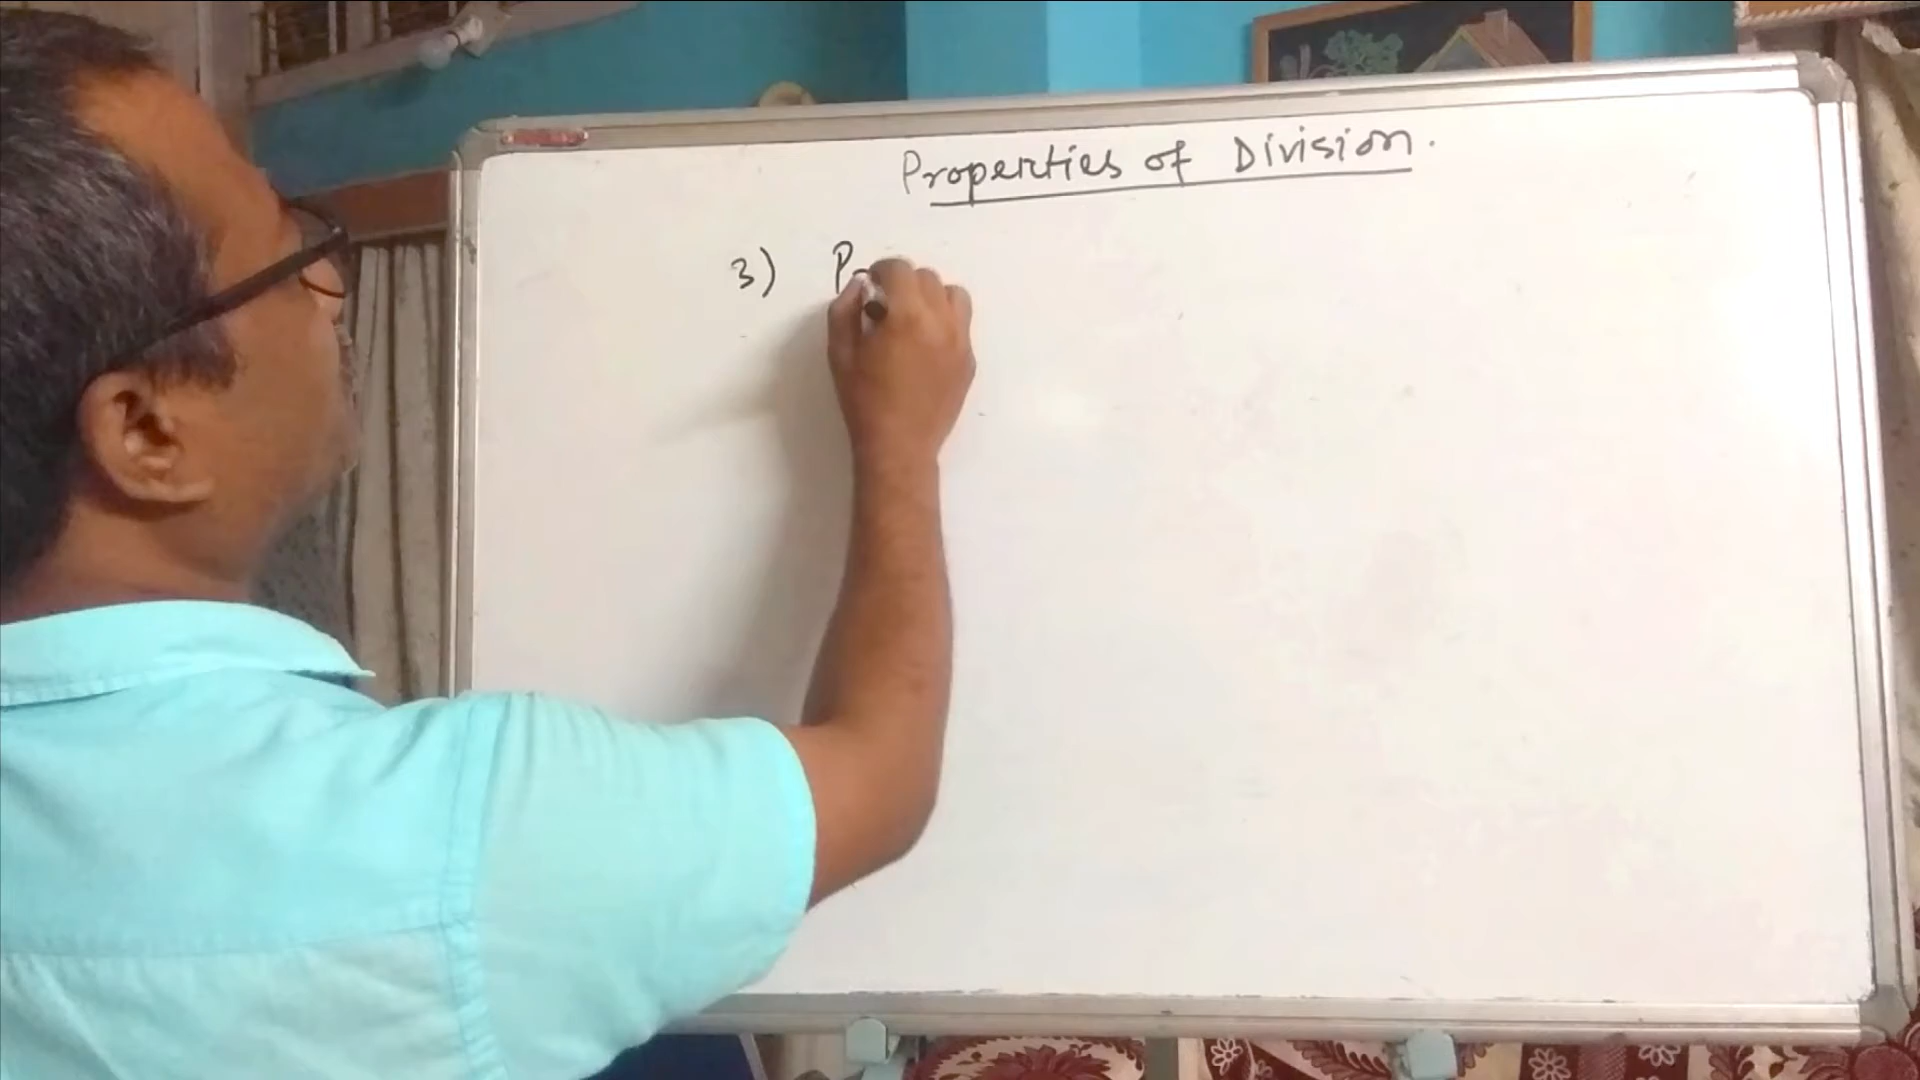 Properties of Division.
3) P